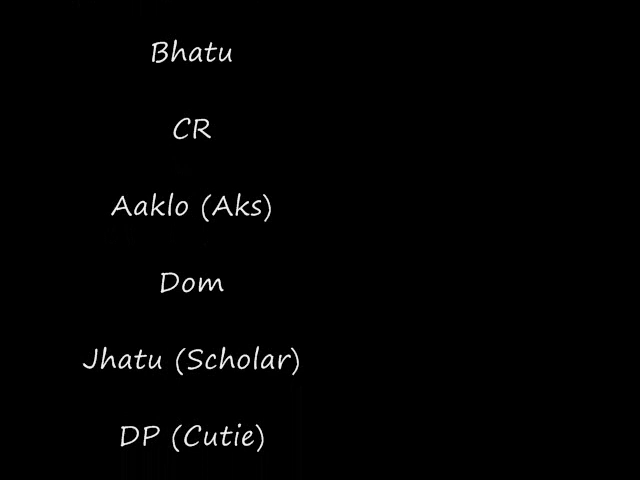 Bhatu
CR
Aaklo (Aks)
Dom
Jhatu (Scholar)
DP (Cutie)